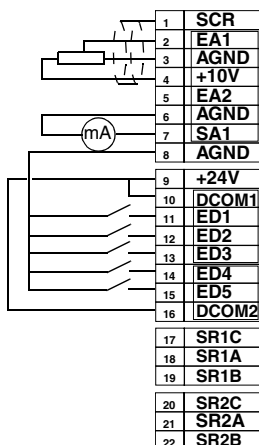 1 SCR
2 EA1
3 AGND
4 +10V
5 EA2
6 AGND
mA
7 SA1
8 AGND
9 +24V
10 DCOM1
11 ED1
12 ED2
13 ED3
14 ED4
15 ED5
16 DCOM2
17 SR1C
18 SR1A
19 SR1B
20 SR2C
21 SR2A
22 SR2B